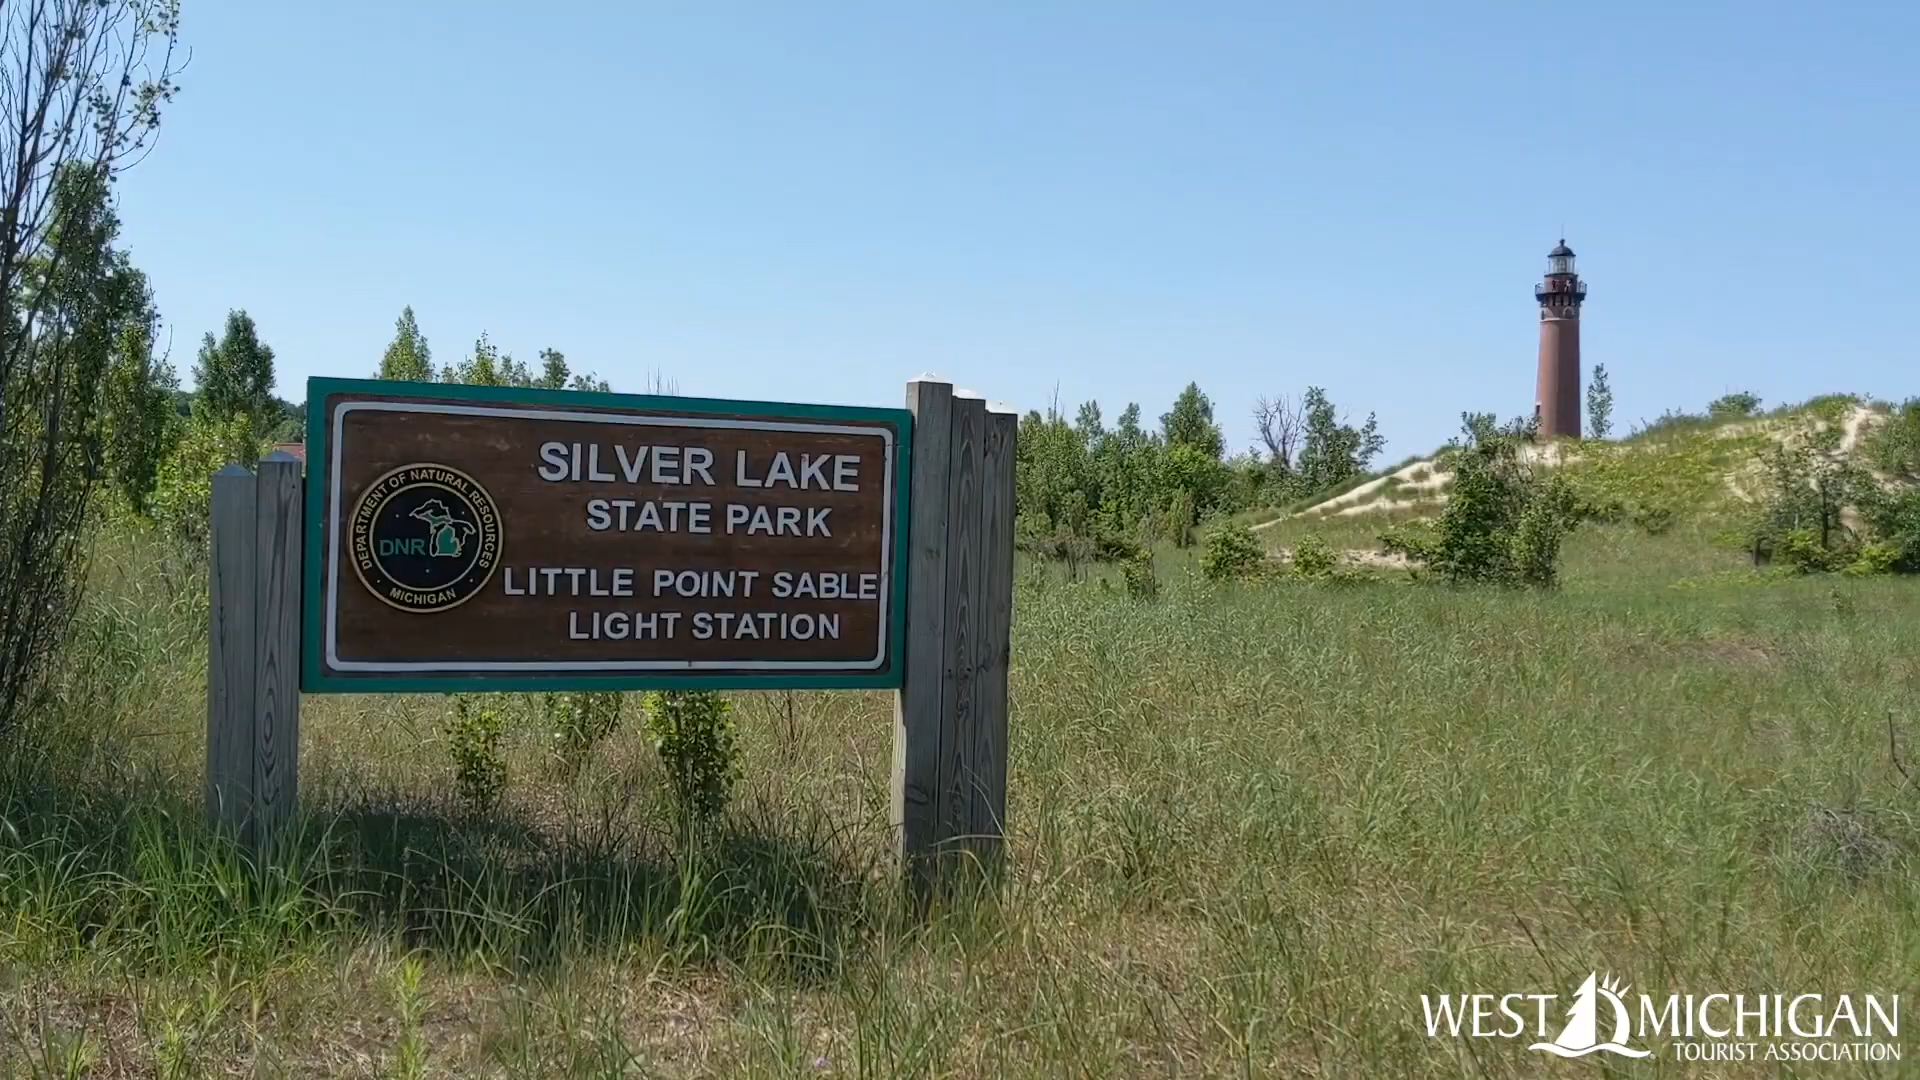 SILVER LAKE
STATE PARK
LITTLE POINT SABLE
LIGHT STATION
DEPARTMENT OF NATURAL RESOURCES
DNR
MICHIGAN
WEST MICHIGAN
TOURIST ASSOCIATION